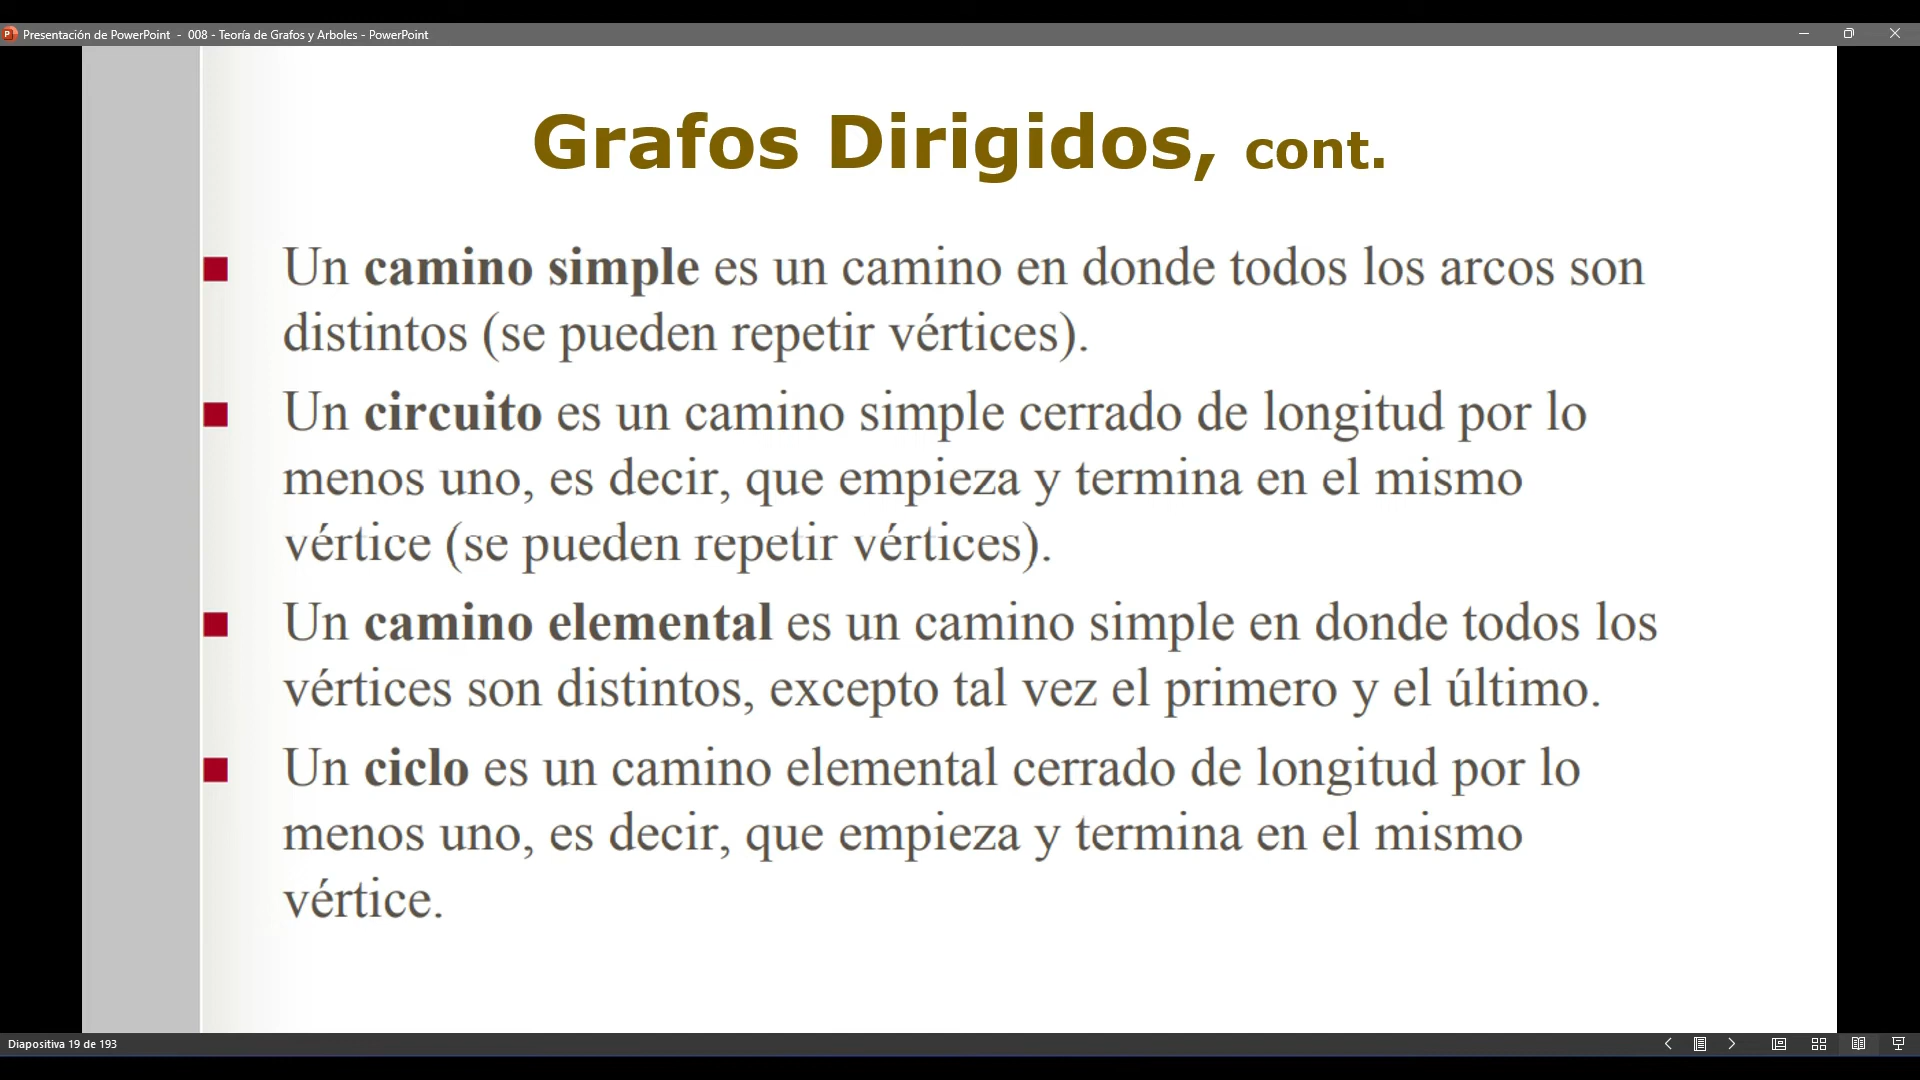 Presentación de PowerPoint - 008 - Teoría de Grafos y Arboles - PowerPoint
Grafos Dirigidos, cont.
Un camino simple es un camino en donde todos los arcos son
distintos (se pueden repetir vértices).
Un circuito es un camino simple cerrado de longitud por lo
menos uno, es decir, que empieza y termina en el mismo
vértice (se pueden repetir vértices).
Un camino elemental es un camino simple en donde todos los
vértices son distintos, excepto tal vez el primero y el último.
Un ciclo es un camino elemental cerrado de longitud por lo
menos uno, es decir, que empieza y termina en el mismo
vértice.
Diapositiva 19 de 193